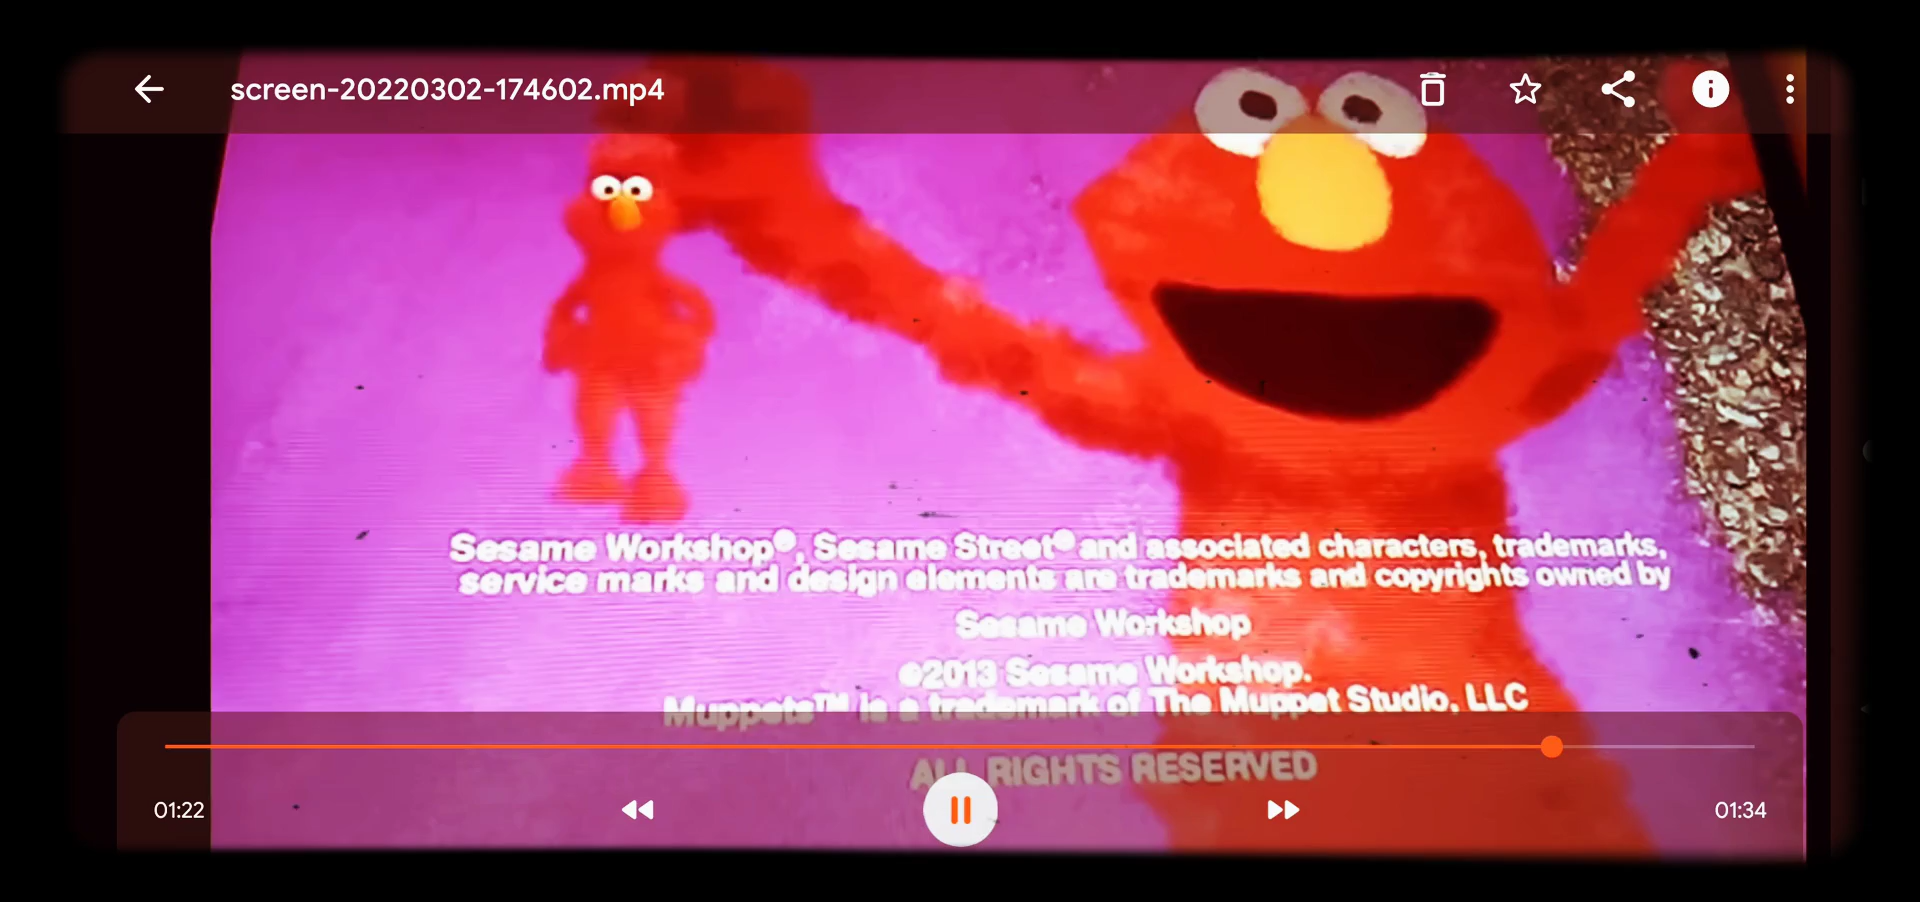 screen-20220302-174602.mp4
Sesame Workshop®, Sesame Street® and associated characters, trademarks,
service marks and design elements are trademarks and copyrights owned by
Sesame Workshop
©2013 Sesame Workshop.
Muppets™ is a trademark of The Muppet Studio, LLC
ALL RIGHTS RESERVED
01:22
01:34